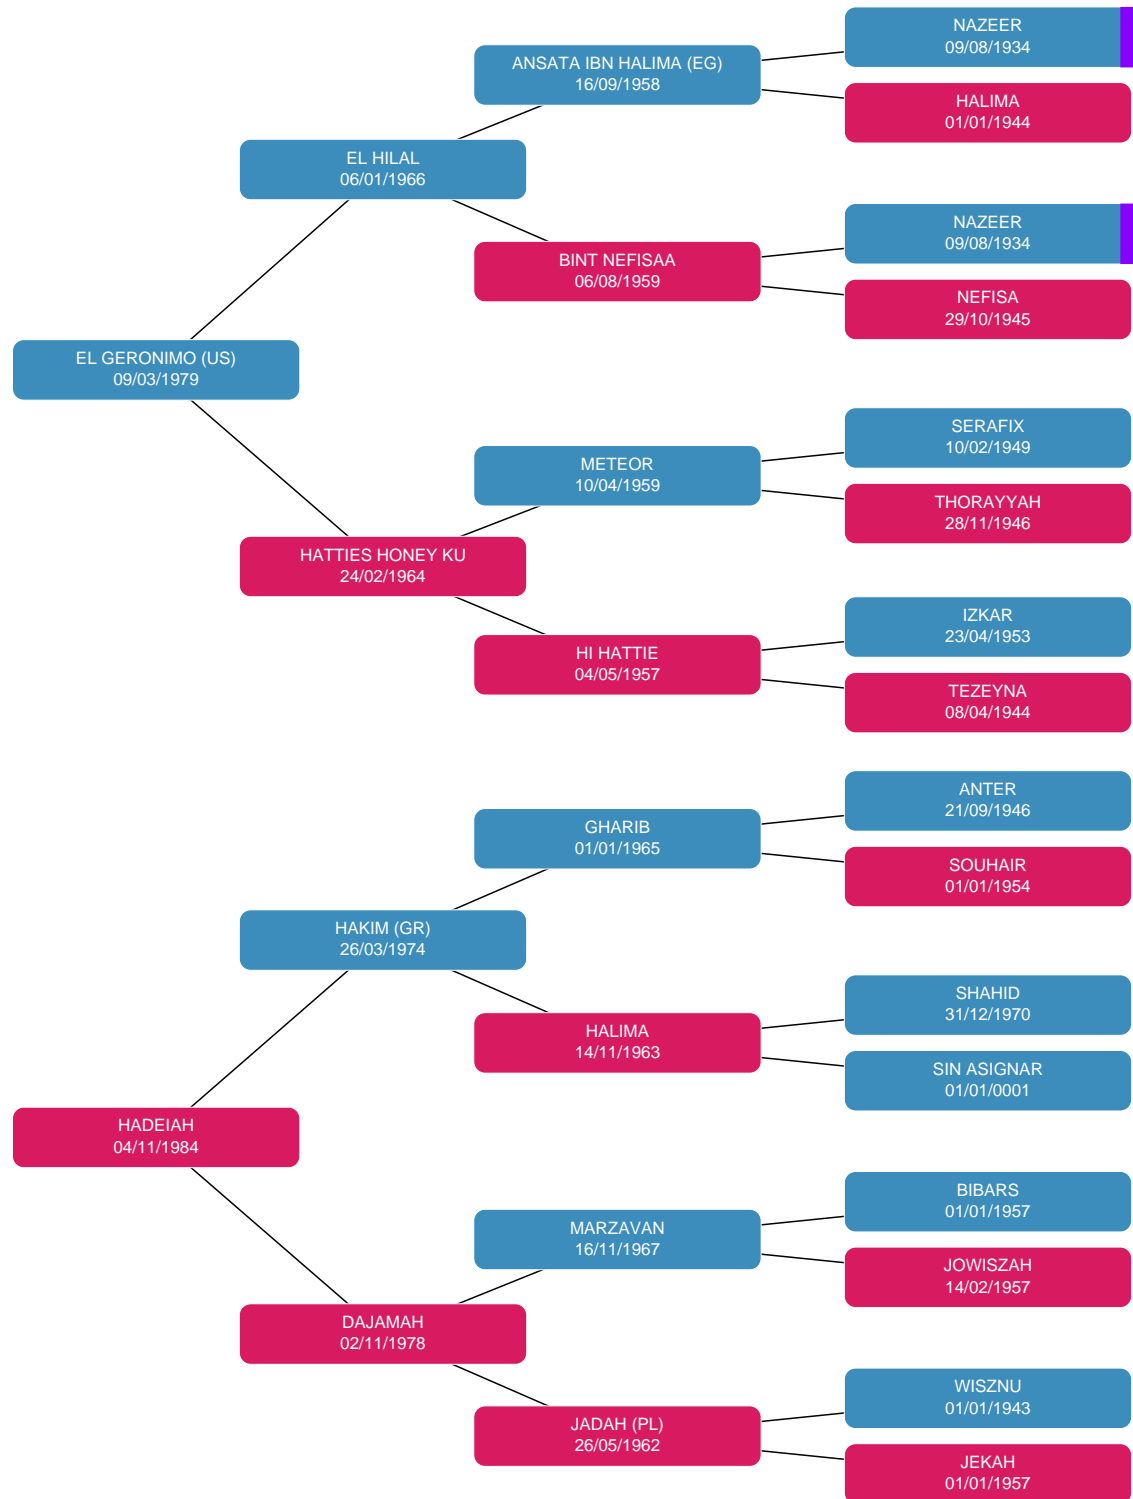 NAZEER
09/08/1934
ANSATA IBN HALIMA (EG)
16/09/1958
HALIMA
01/01/1944
EL HILAL
06/01/1966
NAZEER
09/08/1934
BINT NEFISAA
06/08/1959
NEFISA
29/10/1945
EL GERONIMO (US)
09/03/1979
SERAFIX
10/02/1949
METEOR
10/04/1959
THORAYYAH
28/11/1946
HATTIES HONEY KU
24/02/1964
IZKAR
23/04/1953
HI HATTIE
04/05/1957
TEZEYNA
08/04/1944
ANTER
21/09/1946
GHARIB
01/01/1965
SOUHAIR
01/01/1954
HAKIM (GR)
26/03/1974
SHAHID
31/12/1970
HALIMA
14/11/1963
SIN ASIGNAR
01/01/0001
HADEIAH
04/11/1984
BIBARS
01/01/1957
MARZAVAN
16/11/1967
JOWISZAH
14/02/1957
DAJAMAH
02/11/1978
WISZNU
01/01/1943
JADAH (PL)
26/05/1962
JEKAH
01/01/1957